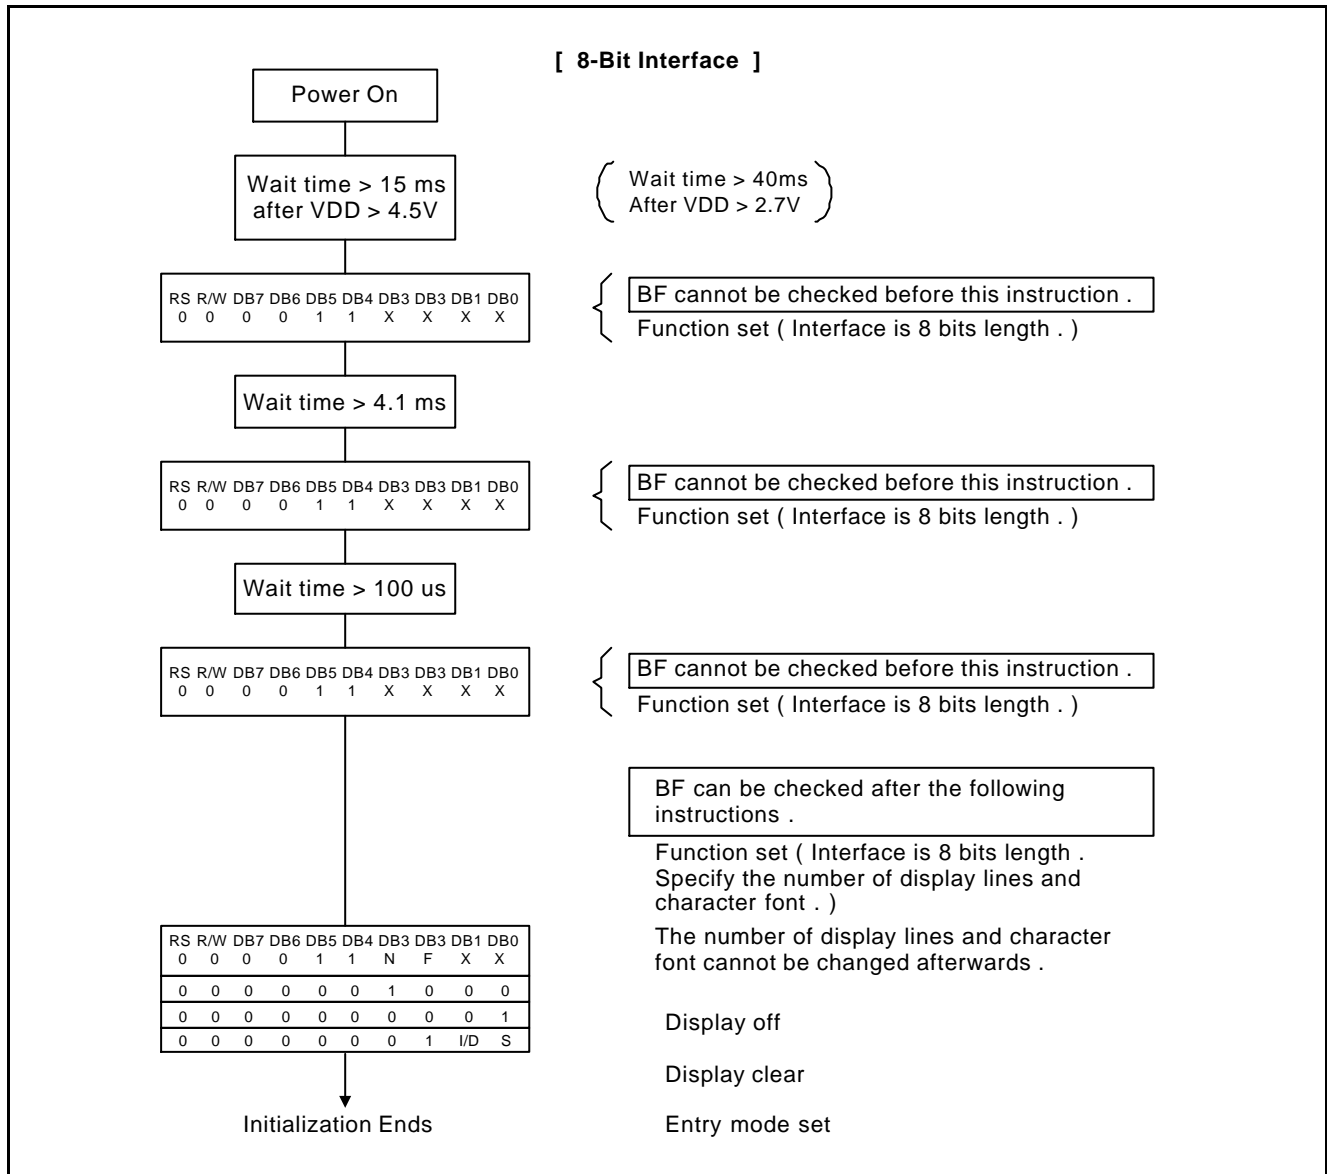 [ 8-Bit Interface ]
Power On
Wait time > 15 ms
after VDD > 4.5V
Wait time > 40ms
After VDD > 2.7V
RS R/W DB7 DB6 DB5 DB4 DB3 DB3 DB1 DB0
0 0 0 0 1 1 X X X X
BF cannot be checked before this instruction .
Function set ( Interface is 8 bits length . )
Wait time > 4.1 ms
RS R/W DB7 DB6 DB5 DB4 DB3 DB3 DB1 DB0
0 0 0 0 1 1 X X X X
BF cannot be checked before this instruction .
Function set ( Interface is 8 bits length . )
Wait time > 100 us
RS R/W DB7 DB6 DB5 DB4 DB3 DB3 DB1 DB0
0 0 0 0 1 1 X X X X
BF cannot be checked before this instruction .
Function set ( Interface is 8 bits length . )
BF can be checked after the following
instructions .
Function set ( Interface is 8 bits length .
Specify the number of display lines and
character font . )
The number of display lines and character
font cannot be changed afterwards .
RS R/W DB7 DB6 DB5 DB4 DB3 DB3 DB1 DB0
0 0 0 0 1 1 N F X X
0 0 0 0 0 0 1 0 0 0
0 0 0 0 0 0 0 0 0 1
0 0 0 0 0 0 0 1 I/D S
Display off
Display clear
Entry mode set
Initialization Ends